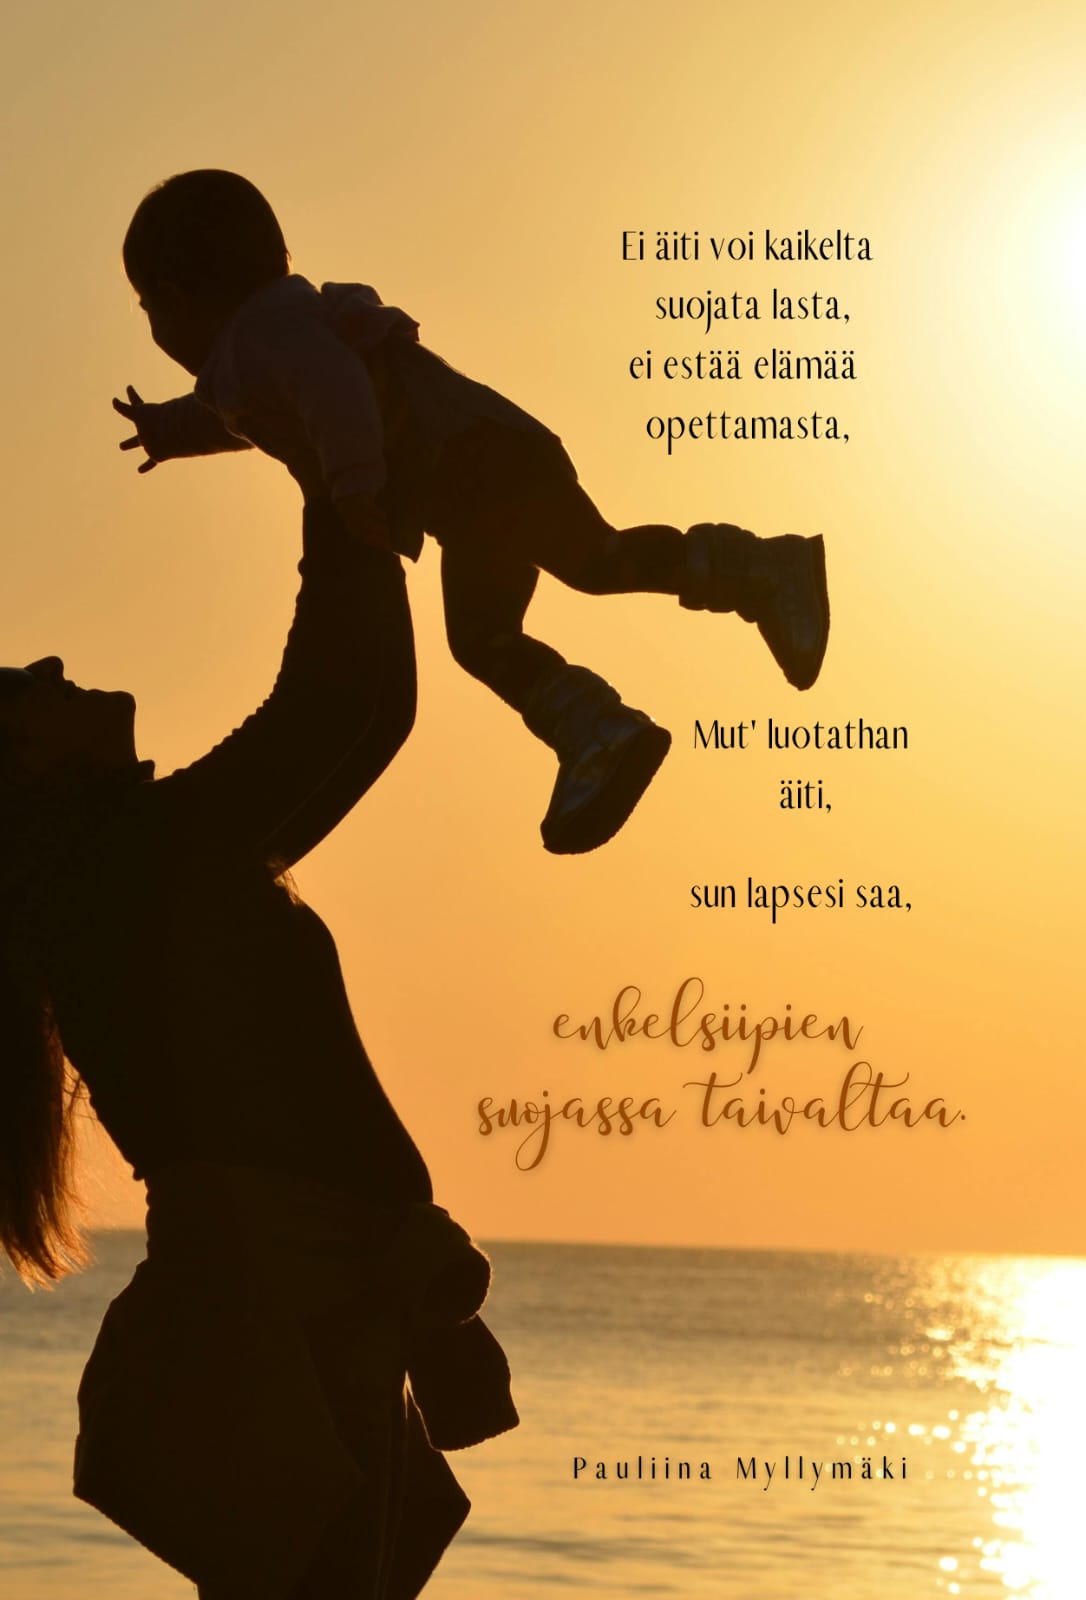 Ei äiti voi kaikelta
suojata lasta,
ei estää elämää
opettamasta,
Mut' luotathan
äiti,
sun lapsesi saa,
enkelsiipien
suojassa taivaltaa.
Pauliina Myllymäki